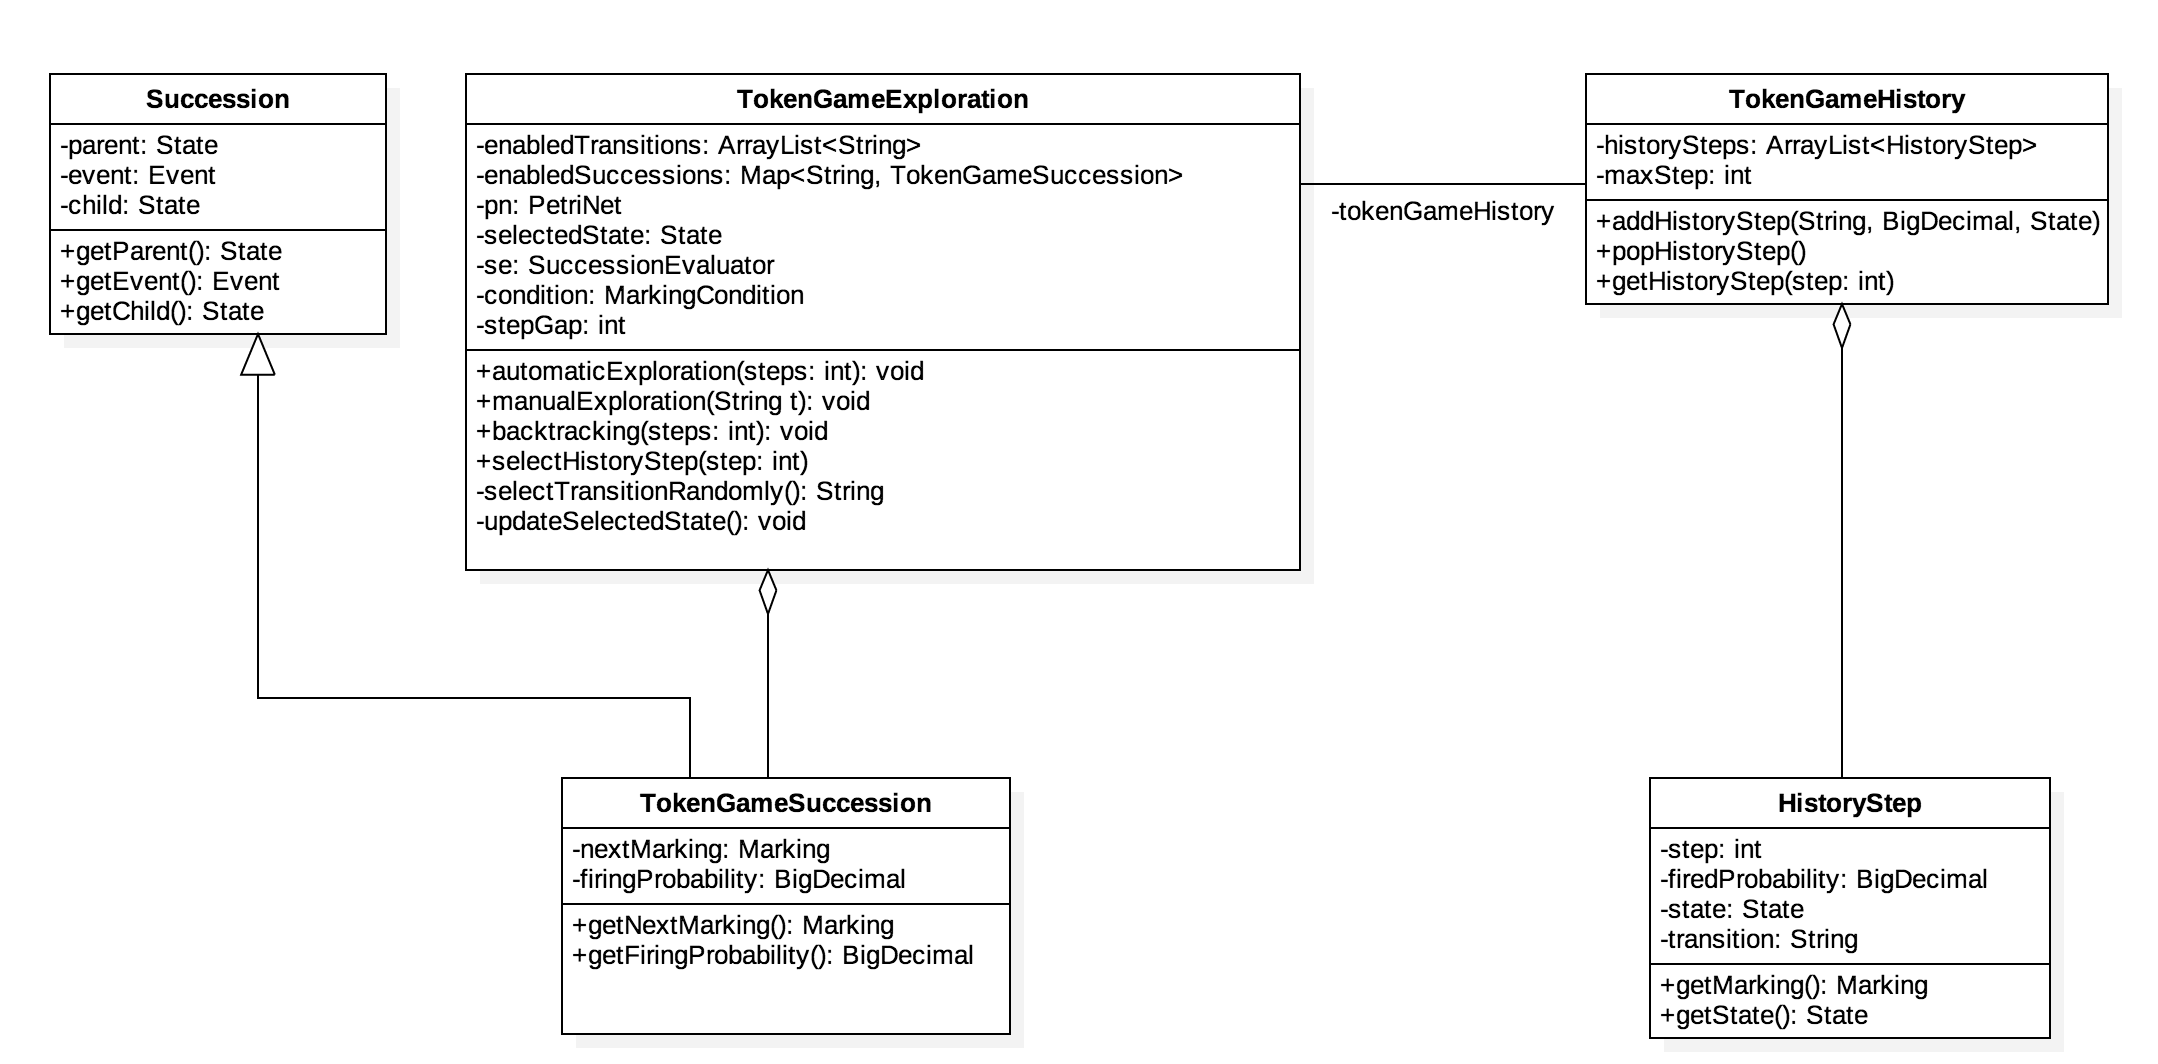 Succession
-parent: State
-event: Event
-child: State
+getParent(): State
+getEvent(): Event
+getChild(): State
TokenGameExploration
-enabledTransitions: ArrayList<String>
-enabledSuccessions: Map<String, TokenGameSuccession>
-pn: PetriNet
-selectedState: State
-se: SuccessionEvaluator
-condition: MarkingCondition
-stepGap: int
+automaticExploration(steps: int): void
+manualExploration(String t): void
+backtracking(steps: int): void
+selectHistoryStep(step: int)
-selectTransitionRandomly(): String
-updateSelectedState(): void
-tokenGameHistory
TokenGameHistory
-historySteps: ArrayList<HistoryStep>
-maxStep: int
+addHistoryStep(String, BigDecimal, State)
+popHistoryStep()
+getHistoryStep(step: int)
TokenGameSuccession
-nextMarking: Marking
-firingProbability: BigDecimal
+getNextMarking(): Marking
+getFiringProbability(): BigDecimal
HistoryStep
-step: int
-firedProbability: BigDecimal
-state: State
-transition: String
+getMarking(): Marking
+getState(): State